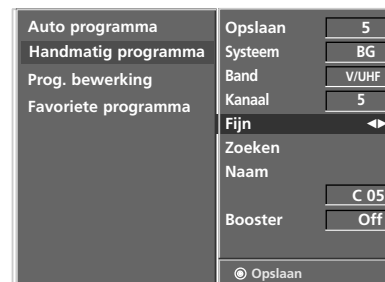 Auto programma
Handmatig programma
Prog. bewerking
Favoriete programma
Opslaan 5
Systeem BG
Band V/UHF
Kanaal 5
Fijn ◀▶
Zoeken
Naam
C 05
Booster Off
Opslaan